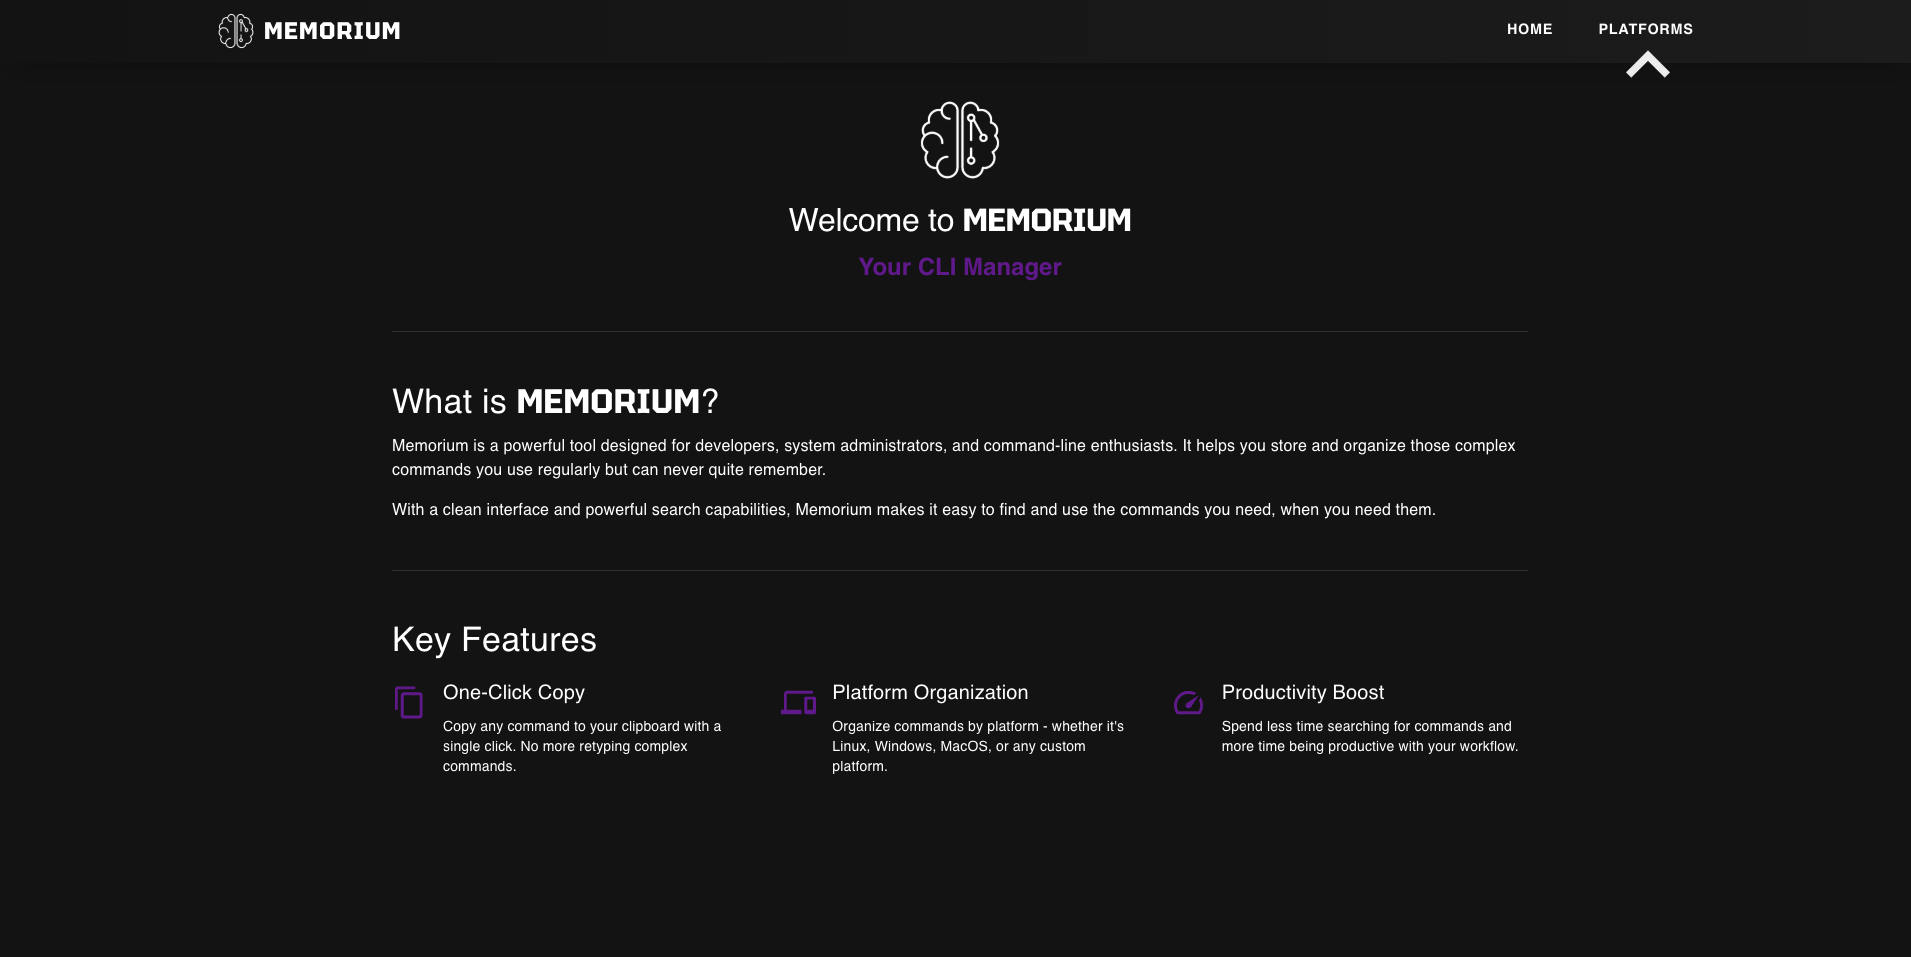 MEMORIUM
HOME PLATFORMS
Welcome to MEMORIUM
Your CLI Manager
What is MEMORIUM?
Memorium is a powerful tool designed for developers, system administrators, and command-line enthusiasts. It helps you store and organize those complex
commands you use regularly but can never quite remember.
With a clean interface and powerful search capabilities, Memorium makes it easy to find and use the commands you need, when you need them.
Key Features
One-Click Copy
Copy any command to your clipboard with a
single click. No more retyping complex
commands.
Platform Organization
Organize commands by platform - whether it's
Linux, Windows, MacOS, or any custom
platform.
Productivity Boost
Spend less time searching for commands and
more time being productive with your workflow.